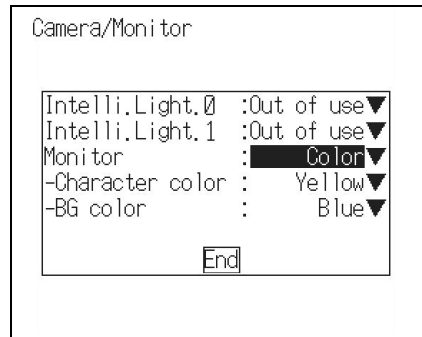 Camera/Monitor
Intelli.Light.0 :Out of use▼
Intelli.Light.1 :Out of use▼
Monitor : Color▼
-Character color : Yellow▼
-BG color : Blue▼
End